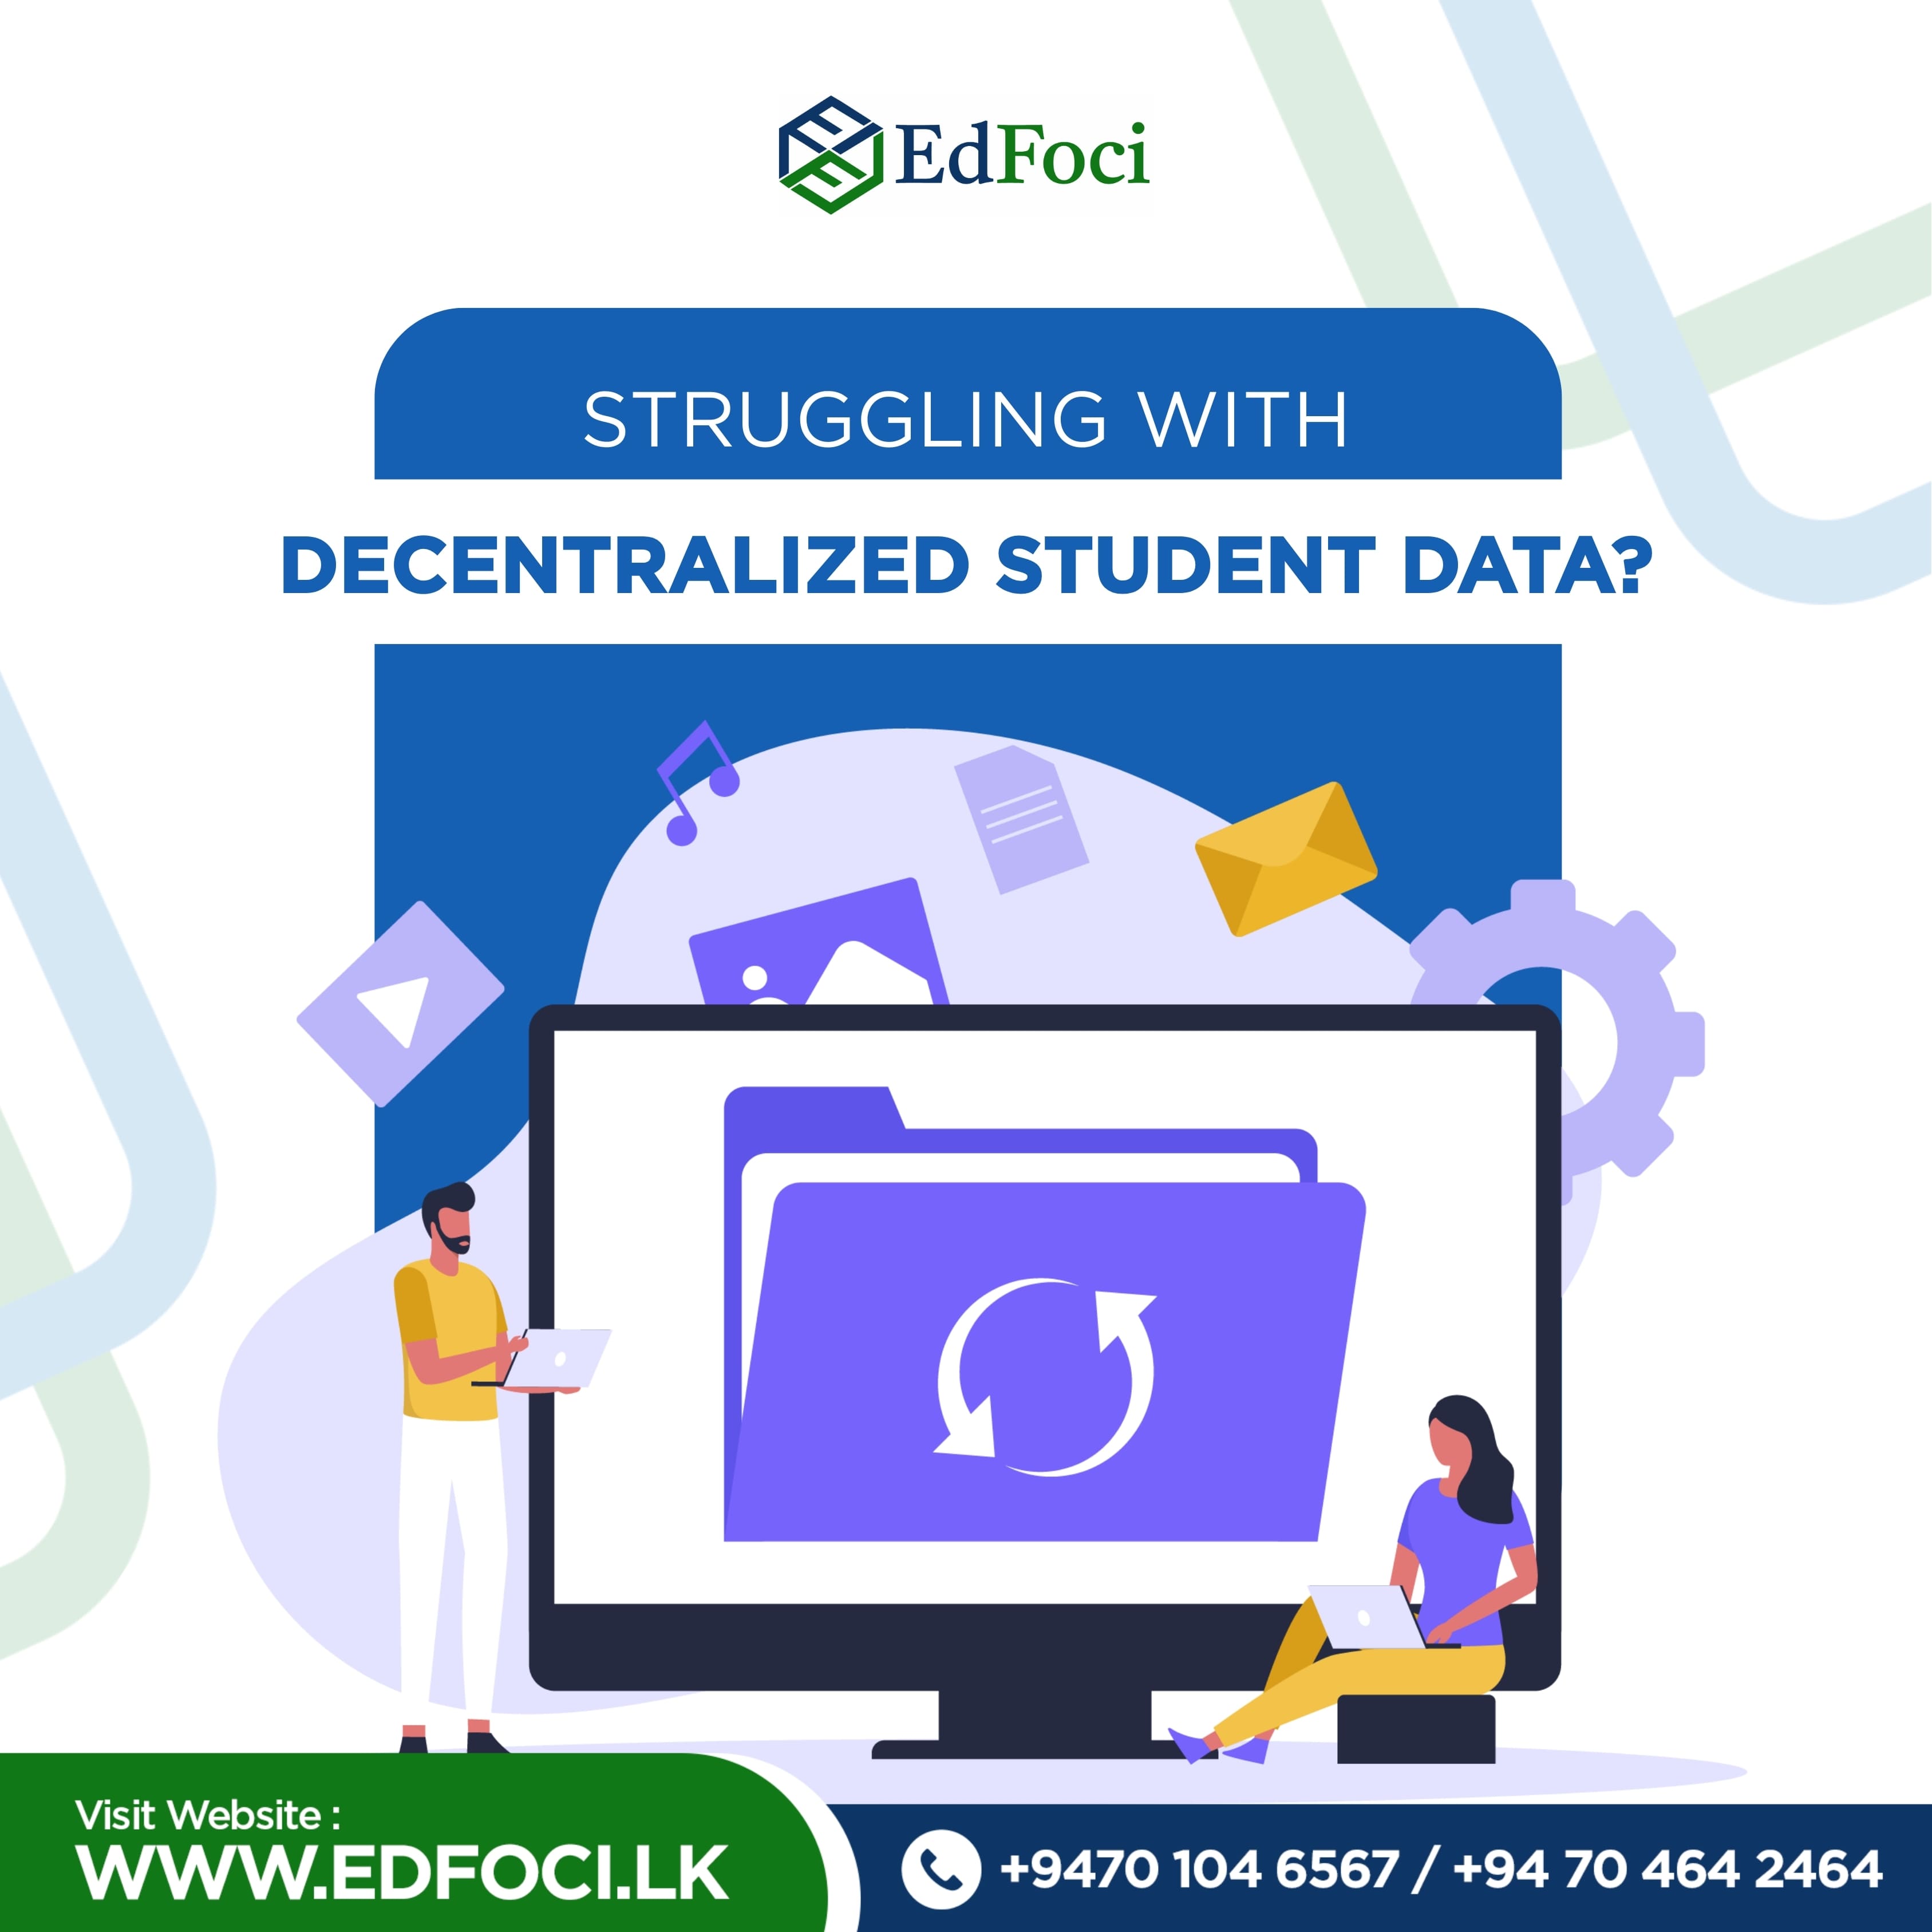 EdFoci
STRUGGLING WITH
DECENTRALIZED STUDENT DATA?
Visit Website :
WWW.EDFOCI.LK
+9470 104 6567 / +94 70 464 2464